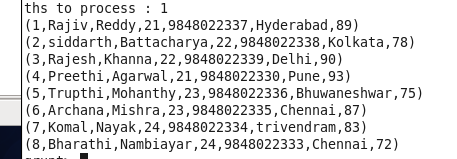 ths to process : 1
(1,Rajiv,Reddy,21,9848022337,Hyderabad,89)
(2,siddarth,Battacharya,22,9848022338,Kolkata,78)
(3,Rajesh,Khanna,22,9848022339,Delhi,90)
(4,Preethi,Agarwal,21,9848022330,Pune,93)
(5,Trupthi,Mohanthy,23,9848022336,Bhuwaneshwar,75)
(6,Archana,Mishra,23,9848022335,Chennai,87)
(7,Komal,Nayak,24,9848022334,trivendram,83)
(8,Bharathi,Nambiayar,24,9848022333,Chennai,72)